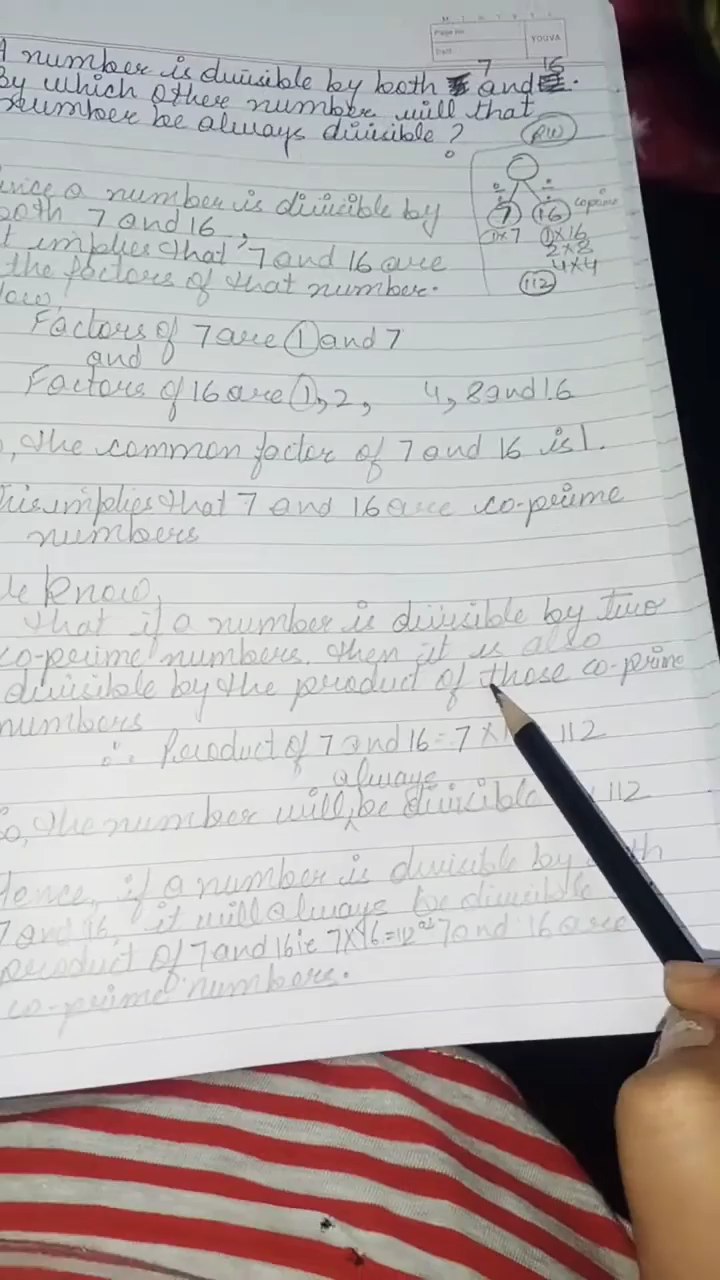 M T W T F S S
Page No.:
Date:
YOUVA
number is divisible by both 7 and 16.
By which other number will that
number be always divisible?
RW
a number is divisible by
both 7 and 16,
it implies that 7 and 16 are
the factors of that number.
7 16 coprime
1×7 1×16
2×8
4×4
112
Factors of 7 are 1 and 7
and
Factors of 16 are 1, 2, 4, 8 and 16
, the common factor of 7 and 16 is 1.
This implies that 7 and 16 are co-prime
numbers
know,
that if a number is divisible by two
co-prime numbers, then it is also
divisible by the product of those co-prime
numbers
∴ Product of 7 and 16 = 7 × 112
So, the number will always be divisible 112
Hence, if a number is divisible by both
7 and 16, it will always be divisible
product of 7 and 16 ie 7×16=12 as 7 and 16 are
co-prime numbers.